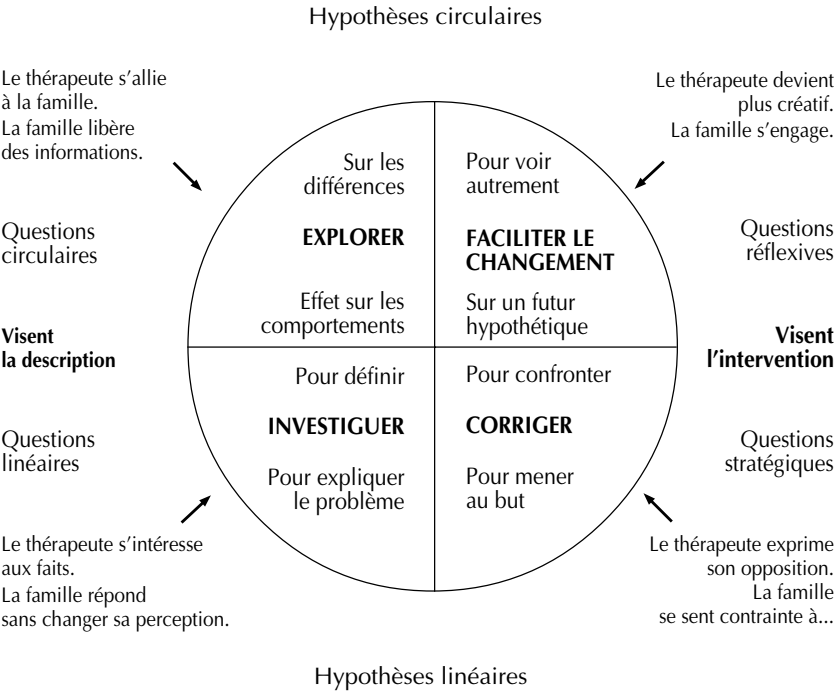 Hypothèses circulaires
Le thérapeute s’allie
à la famille.
La famille libère
des informations.
Le thérapeute devient
plus créatif.
La famille s’engage.
Sur les
différences
Pour voir
autrement
Questions
circulaires
EXPLORER
FACILITER LE
CHANGEMENT
Questions
réflexives
Effet sur les
comportements
Sur un futur
hypothétique
Visent
la description
Visent
l’intervention
Pour définir
Pour confronter
Questions
linéaires
INVESTIGUER
CORRIGER
Questions
stratégiques
Pour expliquer
le problème
Pour mener
au but
Le thérapeute s’intéresse
aux faits.
La famille répond
sans changer sa perception.
Le thérapeute exprime
son opposition.
La famille
se sent contrainte à...
Hypothèses linéaires